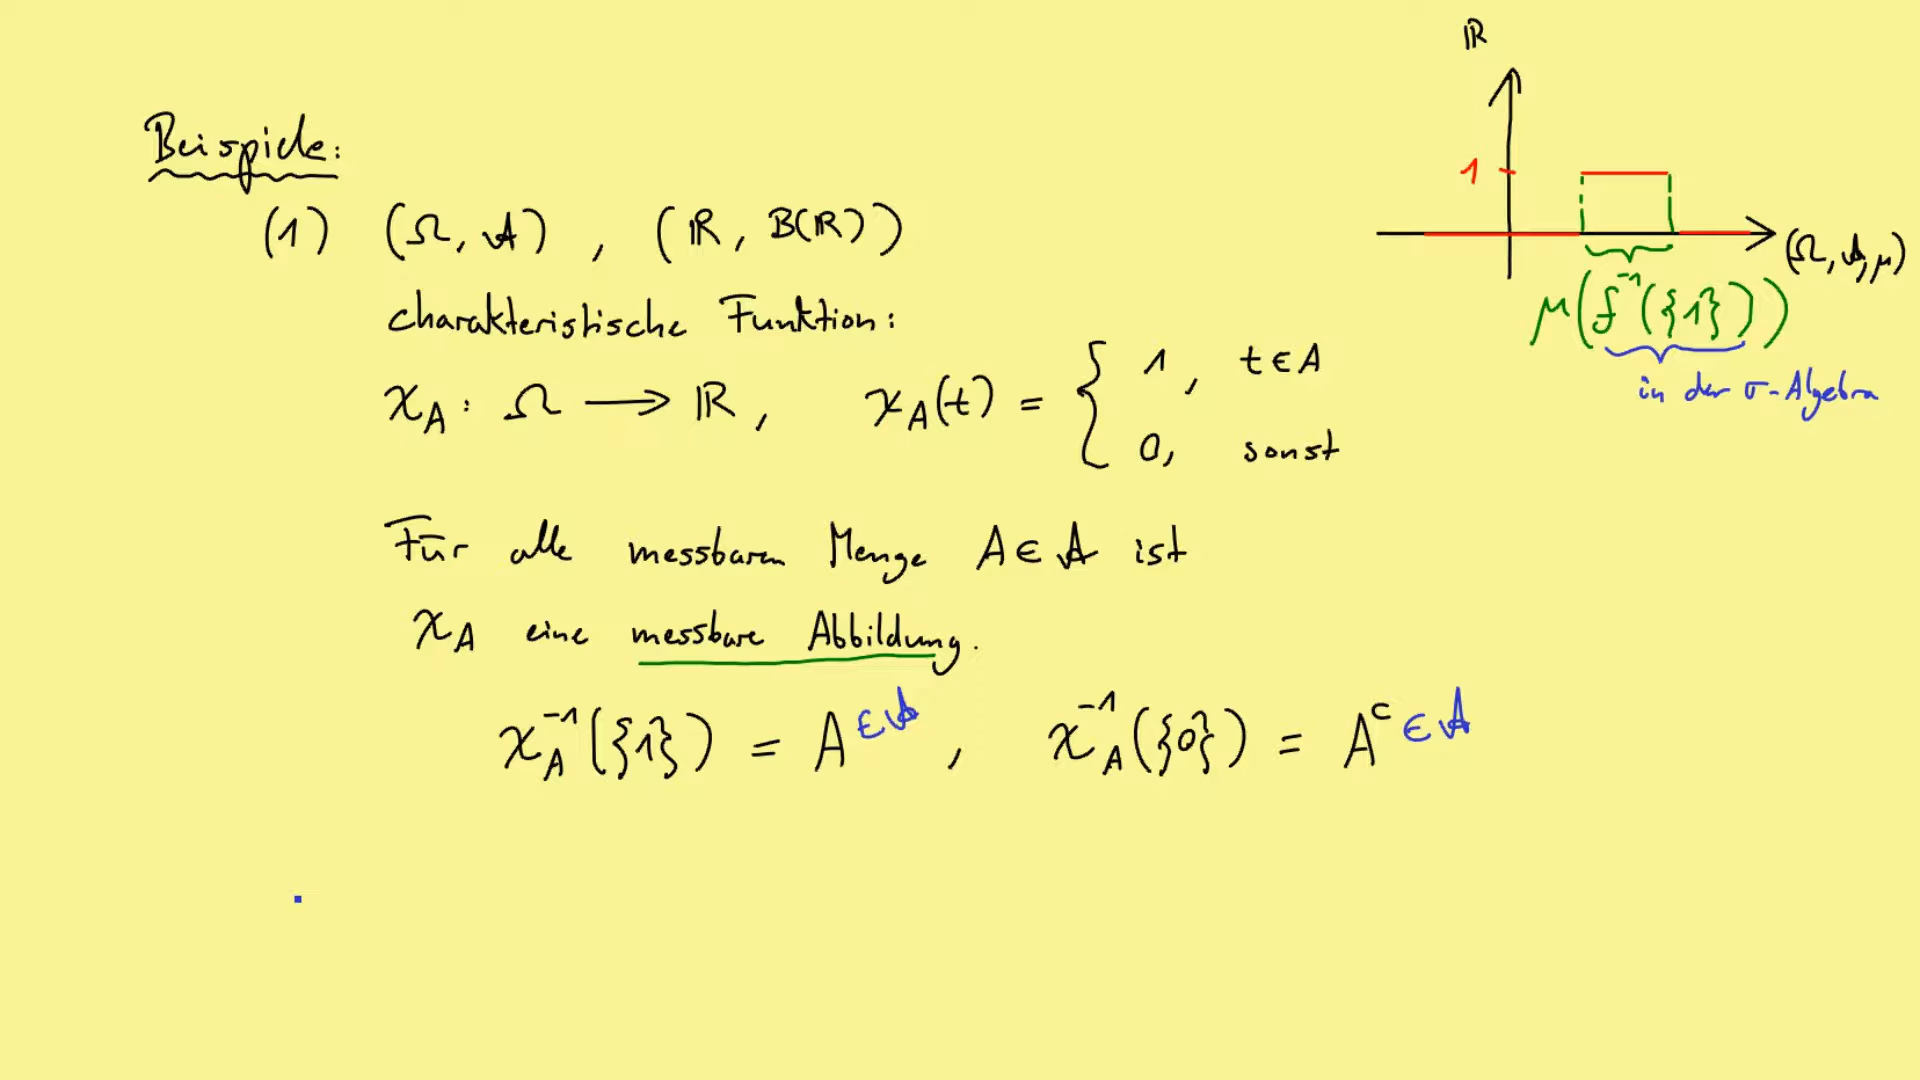 Beispiele:
(1) (Ω, 𝒜) , (ℝ, B(ℝ))
charakteristische Funktion:
χ_A : Ω ⟶ ℝ , χ_A(t) = { 1, t ∈ A
0, sonst
Für alle messbaren Menge A ∈ 𝒜 ist
χ_A eine messbare Abbildung.
χ_A^{-1}({1}) = A ∈ 𝒜 , χ_A^{-1}({0}) = A^c ∈ 𝒜
ℝ
1
(Ω, 𝒜, μ)
μ(f^{-1}({1}))
in der σ-Algebra